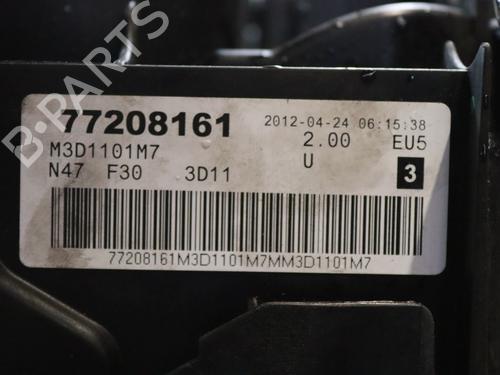 B-PARTS
77208161 2012-04-24 06:15:38
M3D1101M7 2.00 EU5
N47 F30 3D11 U 3
77208161M3D1101M7MM3D1101M7